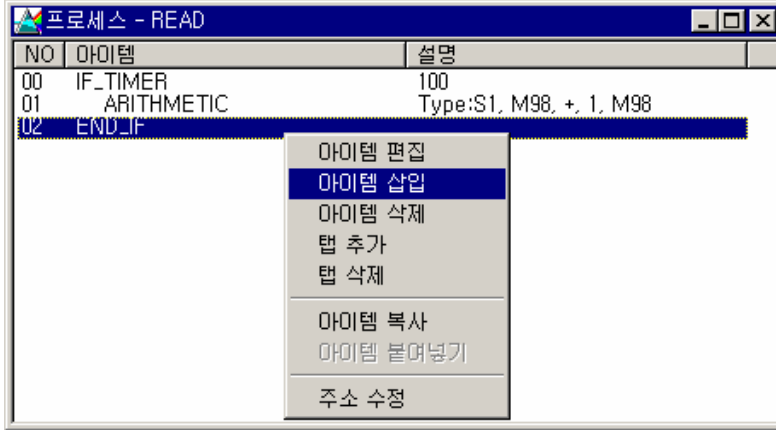 프로세스 - READ
NO 아이템 설명
00 IF_TIMER 100
01 ARITHMETIC Type:S1, M98, +, 1, M98
02 END_IF
아이템 편집
아이템 삽입
아이템 삭제
탭 추가
탭 삭제
아이템 복사
아이템 붙여넣기
주소 수정